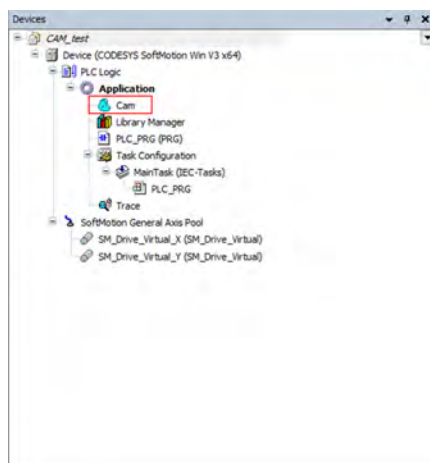 Devices
CAM_test
Device (CODESYS SoftMotion Win V3 x64)
PLC Logic
Application
Cam
Library Manager
PLC_PRG (PRG)
Task Configuration
MainTask (IEC-Tasks)
PLC_PRG
Trace
SoftMotion General Axis Pool
SM_Drive_Virtual_X (SM_Drive_Virtual)
SM_Drive_Virtual_Y (SM_Drive_Virtual)